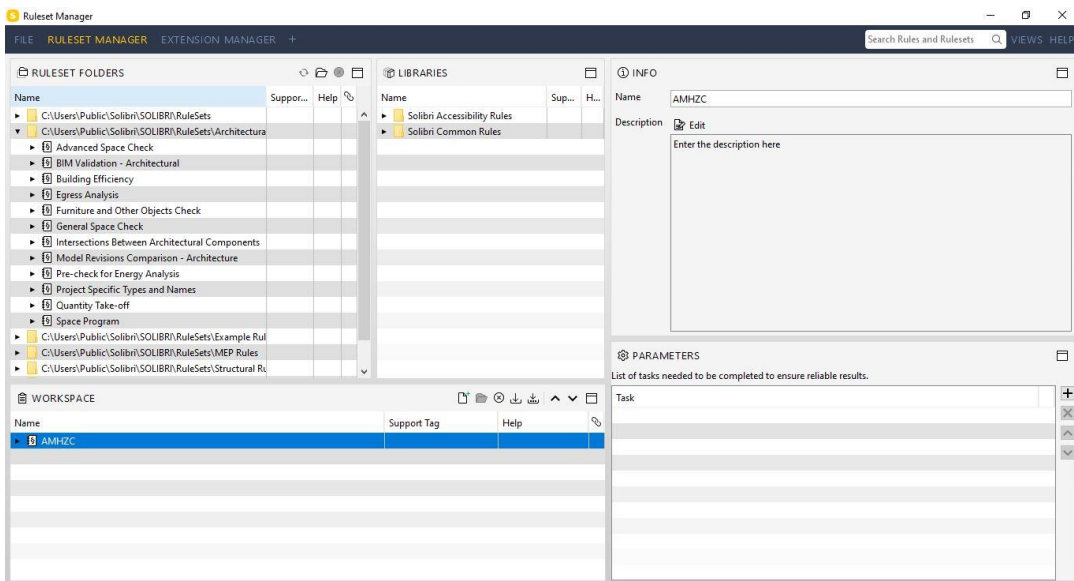 Ruleset Manager
FILE RULESET MANAGER EXTENSION MANAGER +
Search Rules and Rulesets
VIEWS HELP
RULESET FOLDERS
Name Suppor... Help
C:\Users\Public\Solibri\SOLIBRI\RuleSets
C:\Users\Public\Solibri\SOLIBRI\RuleSets\Architectura
Advanced Space Check
BIM Validation - Architectural
Building Efficiency
Egress Analysis
Furniture and Other Objects Check
General Space Check
Intersections Between Architectural Components
Model Revisions Comparison - Architecture
Pre-check for Energy Analysis
Project Specific Types and Names
Quantity Take-off
Space Program
C:\Users\Public\Solibri\SOLIBRI\RuleSets\Example Rul
C:\Users\Public\Solibri\SOLIBRI\RuleSets\MEP Rules
C:\Users\Public\Solibri\SOLIBRI\RuleSets\Structural Ru
LIBRARIES
Name Sup... H...
Solibri Accessibility Rules
Solibri Common Rules
INFO
Name AMHZC
Description Edit
Enter the description here
PARAMETERS
List of tasks needed to be completed to ensure reliable results.
Task
WORKSPACE
Name Support Tag Help
AMHZC